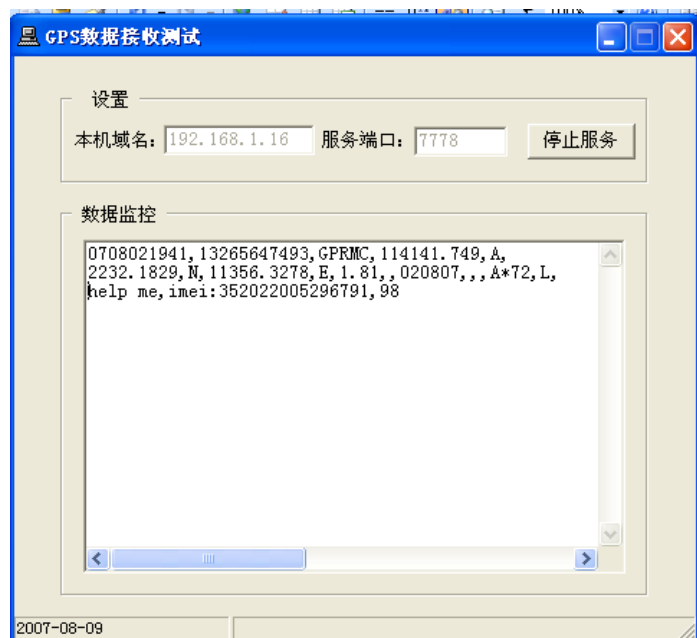 GPS数据接收测试
设置
本机域名: 192.168.1.16 服务端口: 7778 停止服务
数据监控
0708021941,13265647493,GPRMC,114141.749,A,
2232.1829,N,11356.3278,E,1.81,,020807,,,A*72,L,
help me,imei:352022005296791,98
2007-08-09